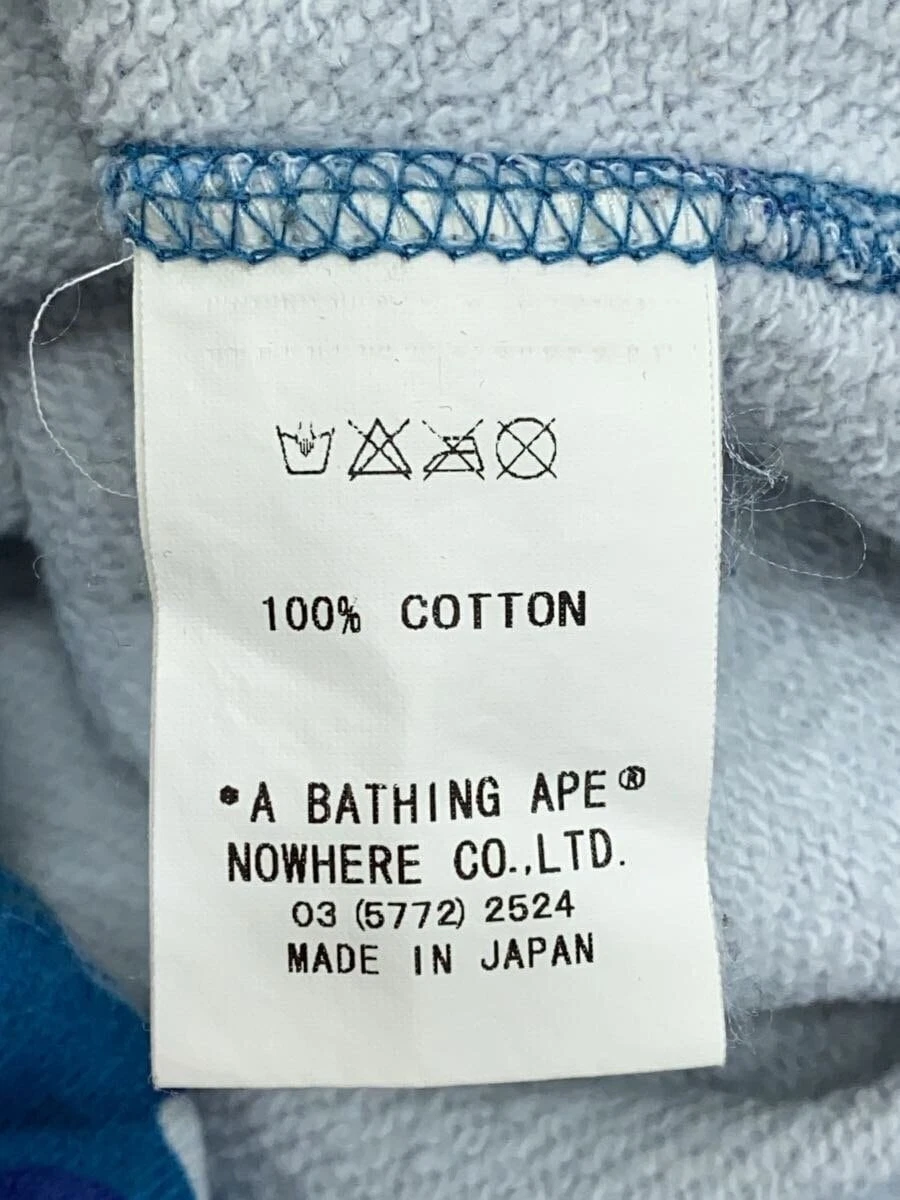 100% COTTON
*A BATHING APE®
NOWHERE CO.,LTD.
03 (5772) 2524
MADE IN JAPAN